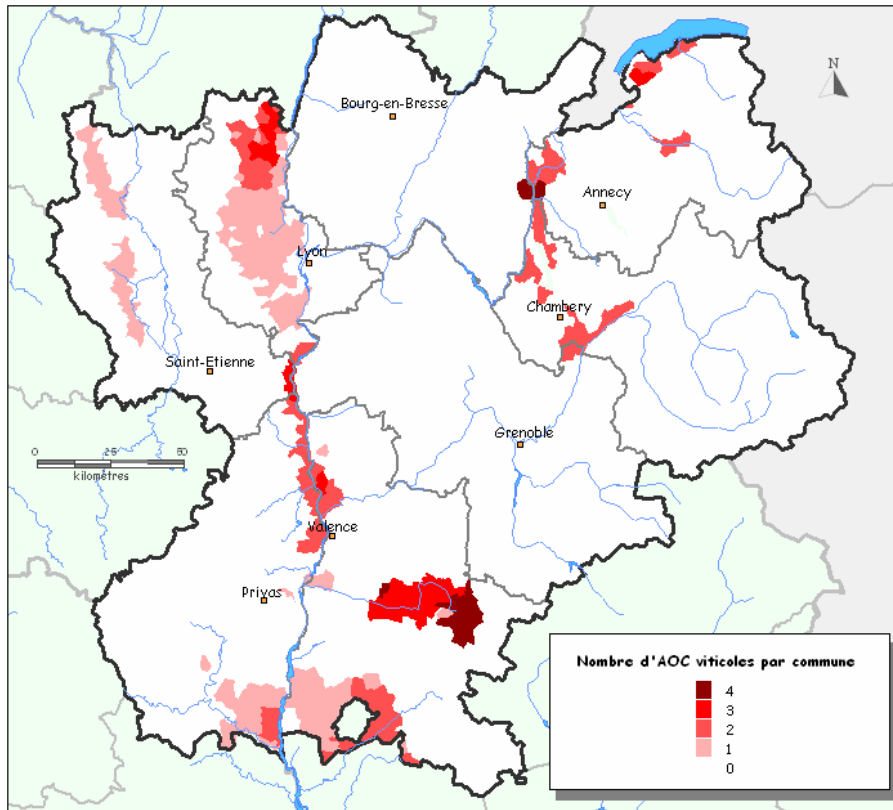 N
Bourg-en-Bresse
Annecy
Lyon
Chambery
Saint-Etienne
Grenoble
0 25 50
kilomètres
Valence
Privas
Nombre d'AOC viticoles par commune
4
3
2
1
0